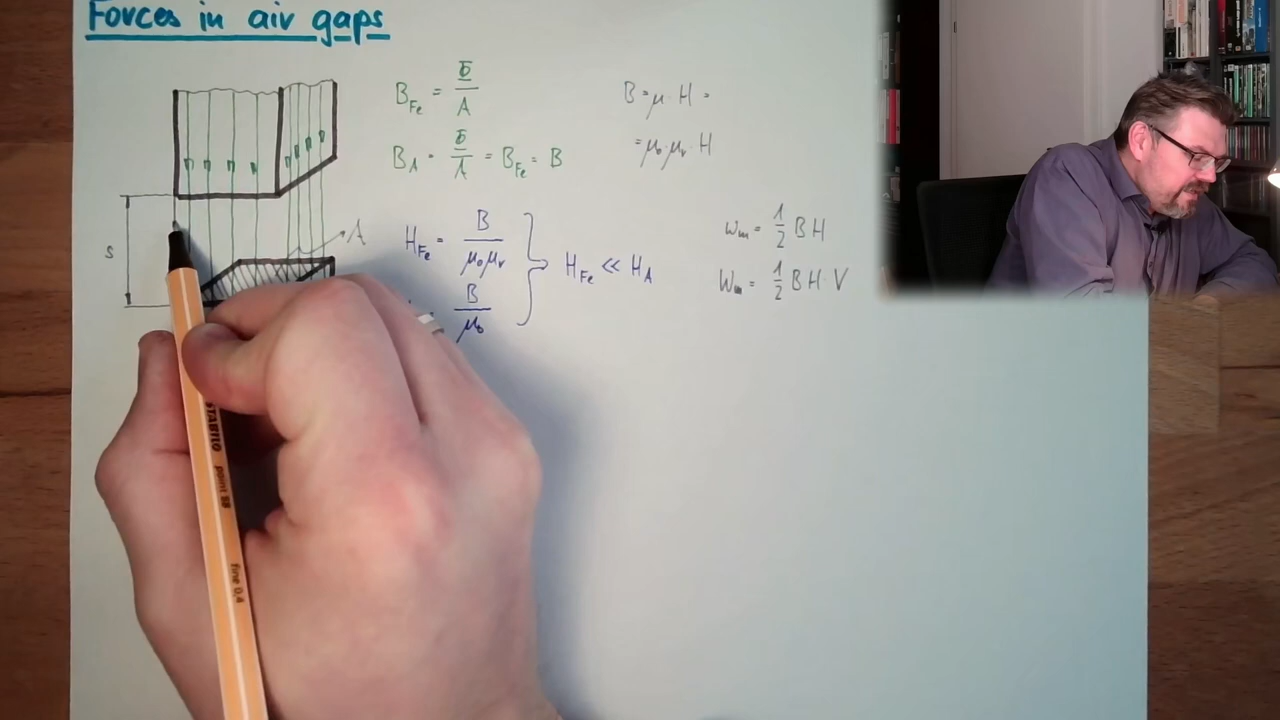 Forces in air gaps
B_Fe = Φ/A
B_A = Φ/A = B_Fe = B
B = μ · H =
= μ₀ · μᵣ · H
s
A
H_Fe = B/(μ₀μᵣ)
B/μ₀
H_Fe << H_A
w_m = 1/2 B H
W_m = 1/2 B H · V
STABILO point 88 fine 0,4